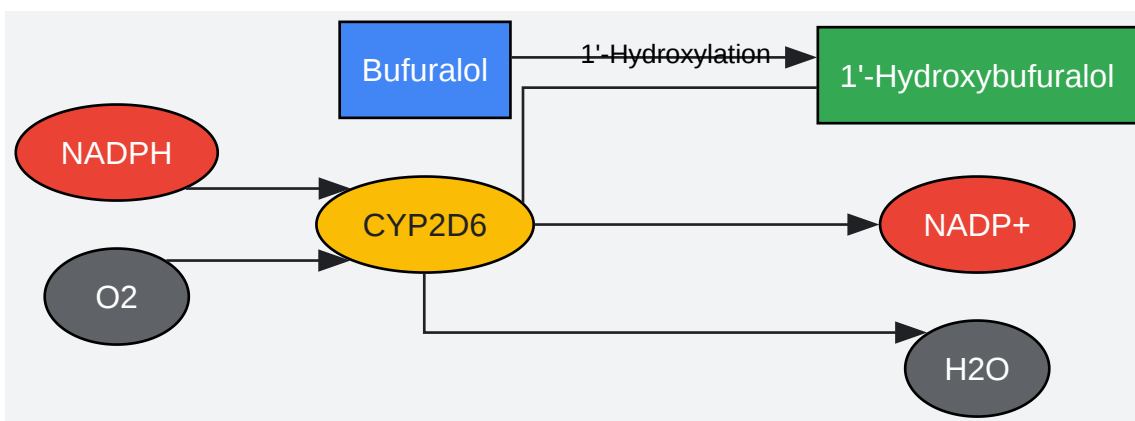 Bufuralol
1'-Hydroxylation
1'-Hydroxybufuralol
NADPH
CYP2D6
NADP+
O2
H2O